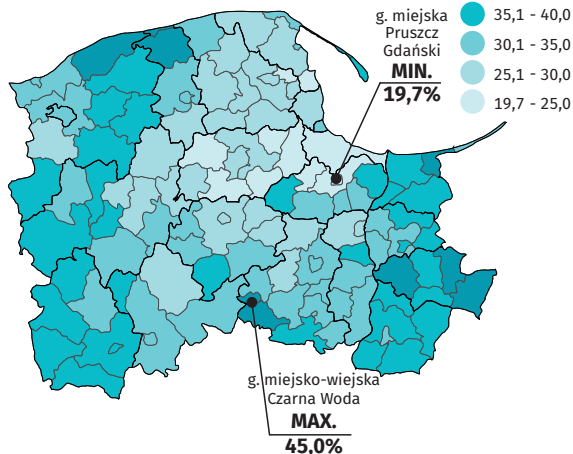 g. miejska
Pruszcz
Gdański
MIN.
19,7%
35,1 - 40,0
30,1 - 35,0
25,1 - 30,0
19,7 - 25,0
g. miejsko-wiejska
Czarna Woda
MAX.
45,0%